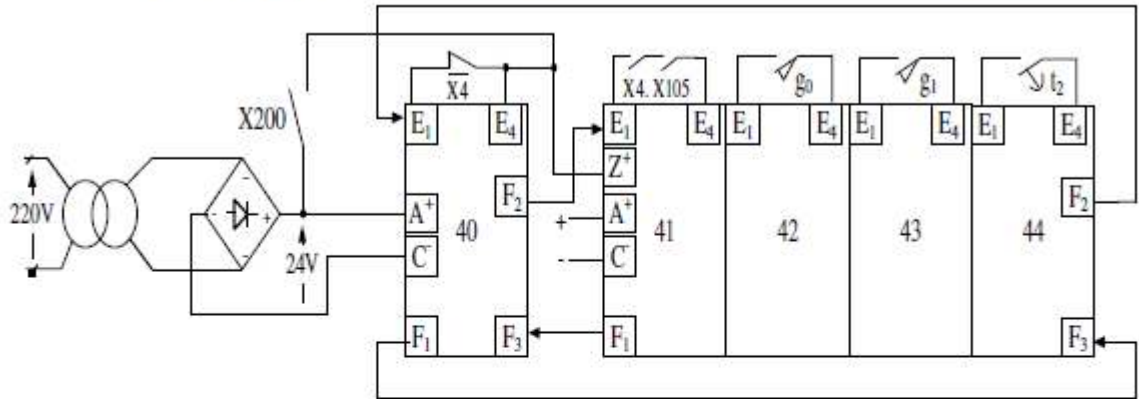 X̄4̄
X4. X105
g₀
g₁
t₂
X200
E₁
E₄
E₁
E₄
E₁
E₄
E₁
E₄
E₁
E₄
Z⁺
F₂
F₂
220V
A⁺
A⁺
40
41
42
43
44
+
-
-
+
-
-
24V
C⁻
C⁻
+
-
F₁
F₃
F₁
F₃